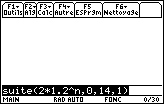 F1▾ F2▾ F3▾ F4▾ F5 F6▾
Outils Alg Calc Autre ESPrgm Nettoyage
suite(2*1.2^n,0,14,1)
MAIN RAD AUTO FONC 0/30